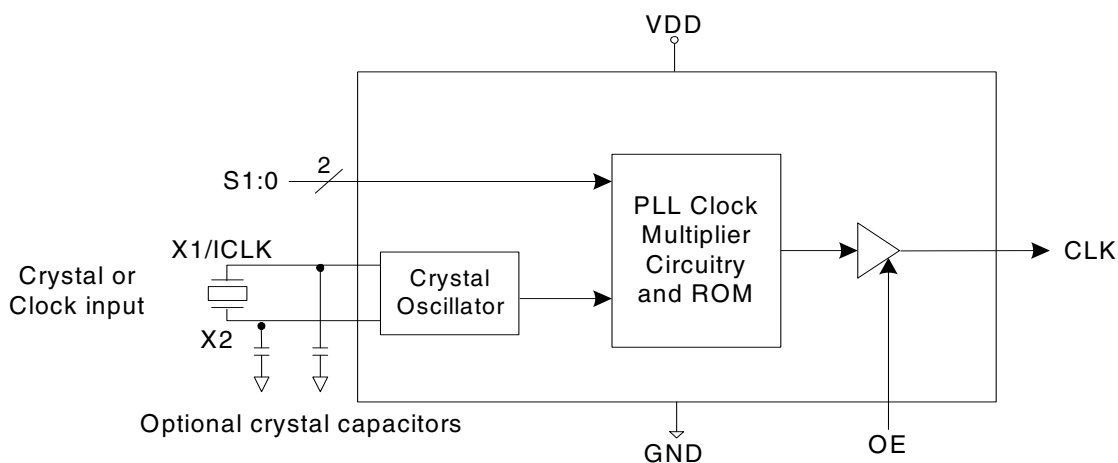 VDD
2
S1:0
PLL Clock
Multiplier
Circuitry
and ROM
X1/ICLK
CLK
Crystal or
Clock input
Crystal
Oscillator
X2
Optional crystal capacitors
GND
OE